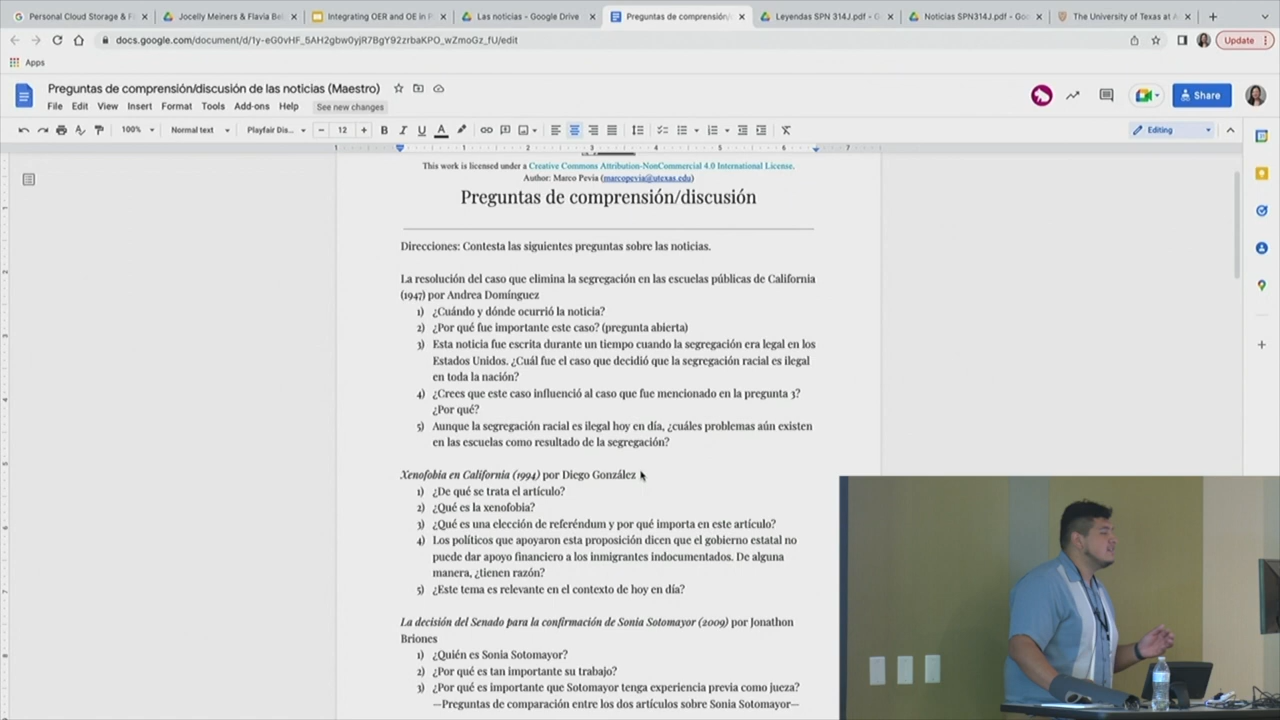 Personal Cloud Storage & F
Jocelly Meiners & Flavia Be
Integrating OER and OE in F
Las noticias - Google Drive
Preguntas de comprensión/
Leyendas SPN 314J.pdf - G
Noticias SPN314J.pdf - Goo
The University of Texas at A
docs.google.com/document/d/1y-eG0vHF_5AH2gbw0yjR7BgY92zrbaKPO_wZmoGz_fU/edit
Update
Apps
Preguntas de comprensión/discusión de las noticias (Maestro)
File Edit View Insert Format Tools Add-ons Help See new changes
Share
100% Normal text Playfair Dis... 12 Editing
This work is licensed under a Creative Commons Attribution-NonCommercial 4.0 International License.
Author: Marco Pevia (marcopevia@utexas.edu)
Preguntas de comprensión/discusión
Direcciones: Contesta las siguientes preguntas sobre las noticias.
La resolución del caso que elimina la segregación en las escuelas públicas de California
(1947) por Andrea Domínguez
1) ¿Cuándo y dónde ocurrió la noticia?
2) ¿Por qué fue importante este caso? (pregunta abierta)
3) Esta noticia fue escrita durante un tiempo cuando la segregación era legal en los
Estados Unidos. ¿Cuál fue el caso que decidió que la segregación racial es ilegal
en toda la nación?
4) ¿Crees que este caso influenció al caso que fue mencionado en la pregunta 3?
¿Por qué?
5) Aunque la segregación racial es ilegal hoy en día, ¿cuáles problemas aún existen
en las escuelas como resultado de la segregación?
Xenofobia en California (1994) por Diego González
1) ¿De qué se trata el artículo?
2) ¿Qué es la xenofobia?
3) ¿Qué es una elección de referéndum y por qué importa en este artículo?
4) Los políticos que apoyaron esta proposición dicen que el gobierno estatal no
puede dar apoyo financiero a los inmigrantes indocumentados. De alguna
manera, ¿tienen razón?
5) ¿Este tema es relevante en el contexto de hoy en día?
La decisión del Senado para la confirmación de Sonia Sotomayor (2009) por Jonathon
Briones
1) ¿Quién es Sonia Sotomayor?
2) ¿Por qué es tan importante su trabajo?
3) ¿Por qué es importante que Sotomayor tenga experiencia previa como jueza?
—Preguntas de comparación entre los dos artículos sobre Sonia Sotomayor—